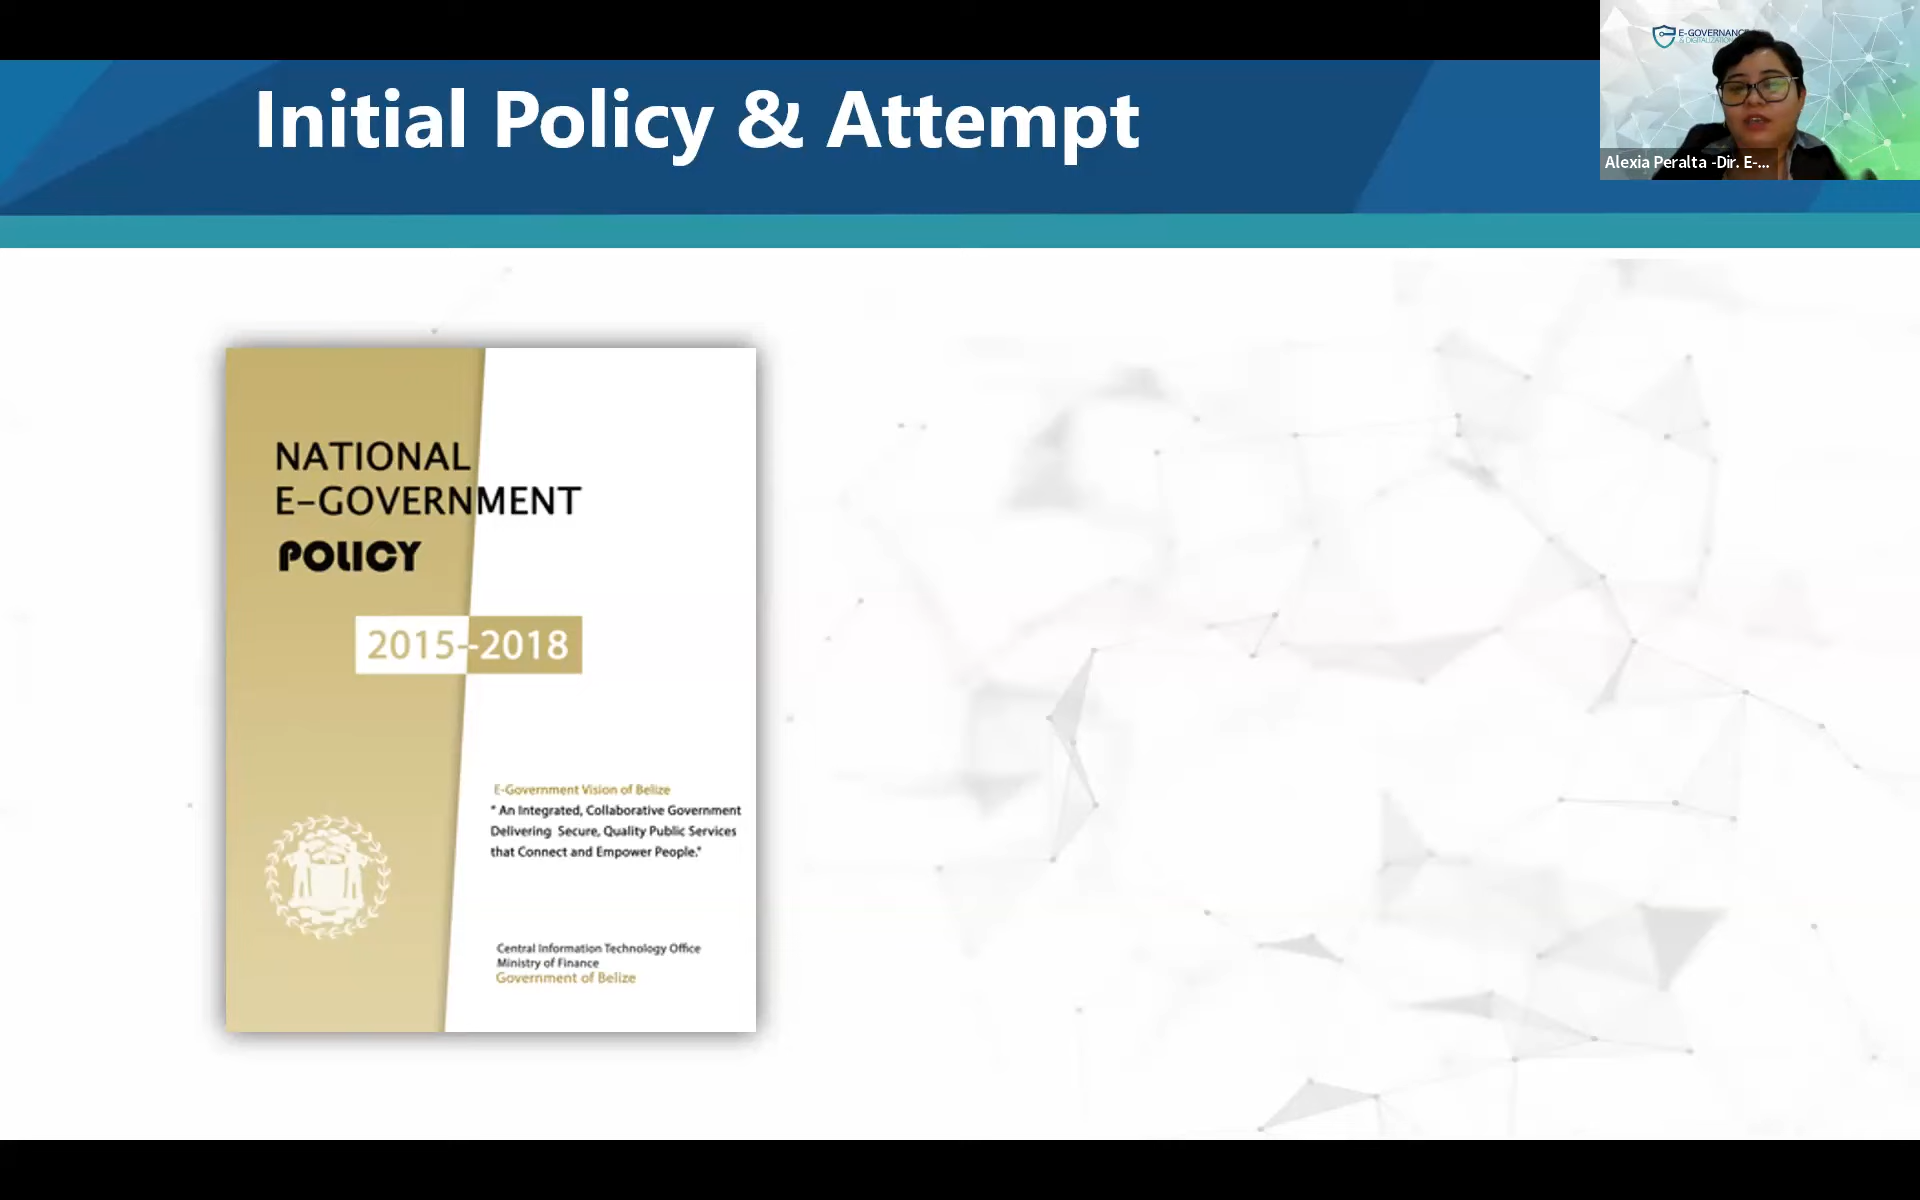 Initial Policy & Attempt
E-GOVERNANCE
& DIGITALIZATION
Alexia Peralta -Dir. E-...
NATIONAL
E-GOVERNMENT
POLICY
2015--2018
E-Government Vision of Belize
" An Integrated, Collaborative Government
Delivering Secure, Quality Public Services
that Connect and Empower People."
Central Information Technology Office
Ministry of Finance
Government of Belize